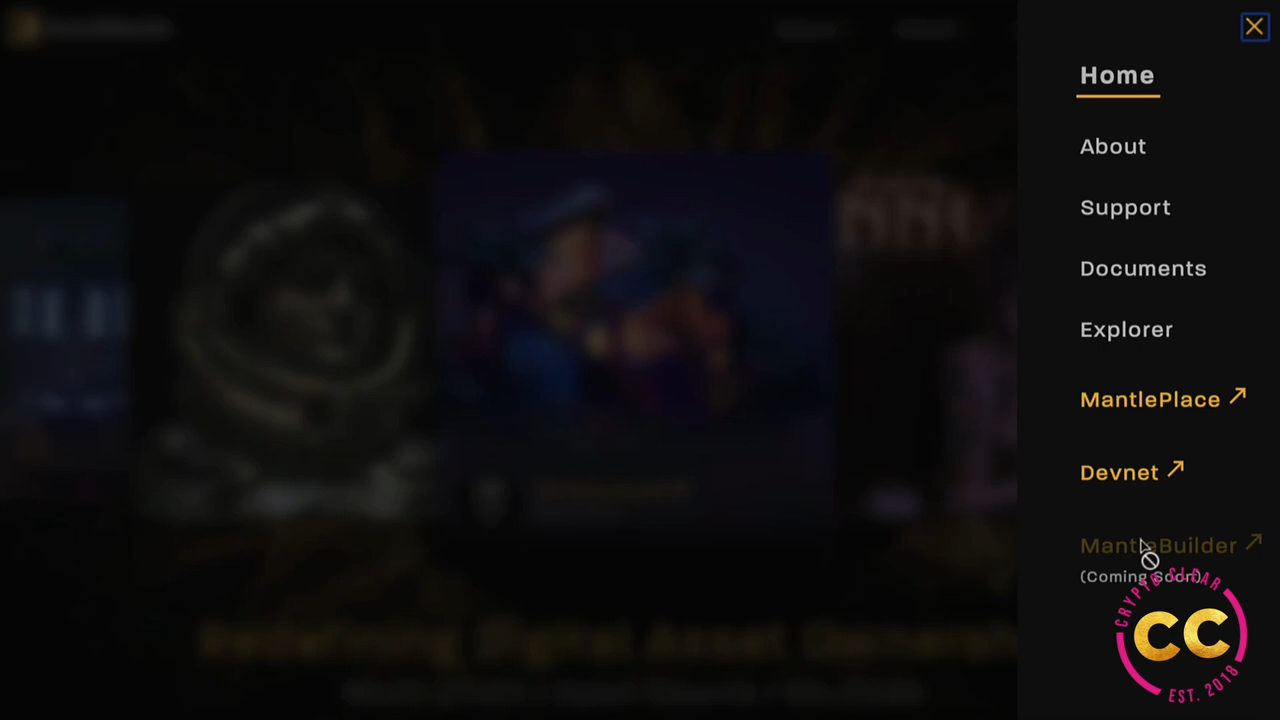 Home
About
Support
Documents
Explorer
MantlePlace
Devnet
MantleBuilder
(Coming Soon)
CRYPTO CLEAR
CC
EST. 2018